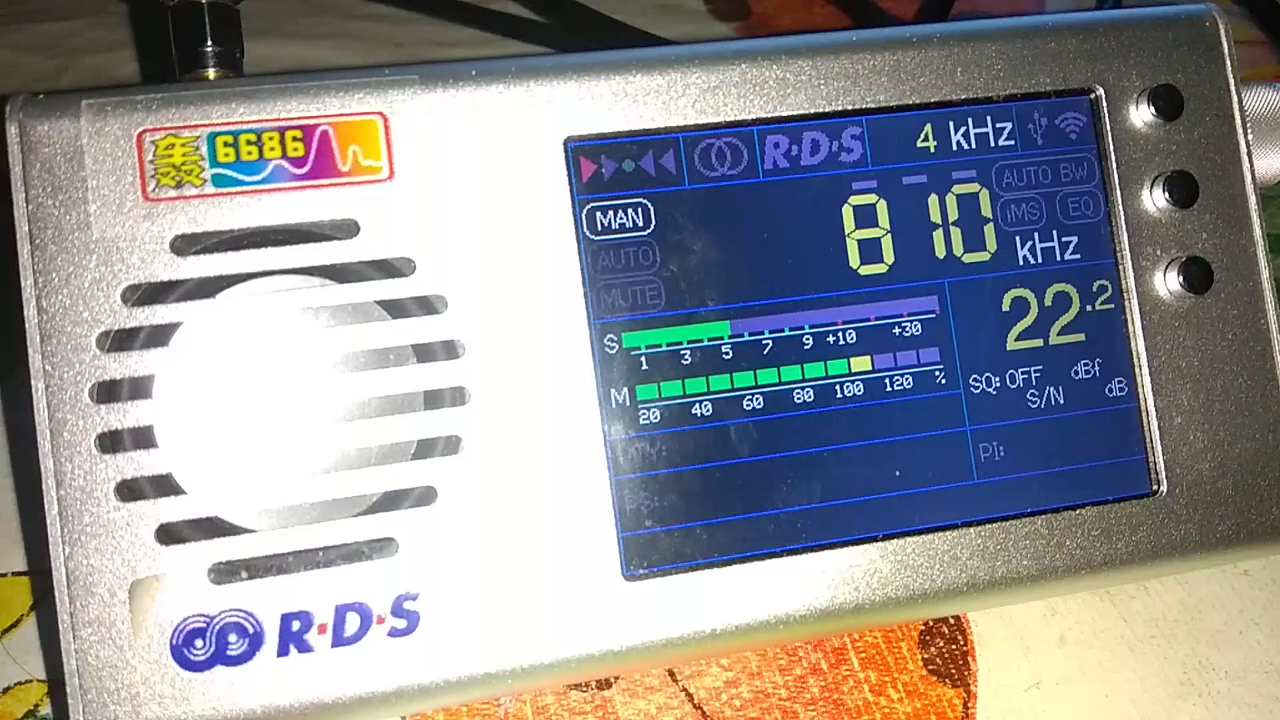 6686
R·D·S
4 kHz
MAN
AUTO
MUTE
810
kHz
AUTO BW
iMS
EQ
S
1 3 5 7 9 +10 +30
M
20 40 60 80 100 120 %
22.2
SQ: OFF
dBf
S/N
dB
PI:
R·D·S